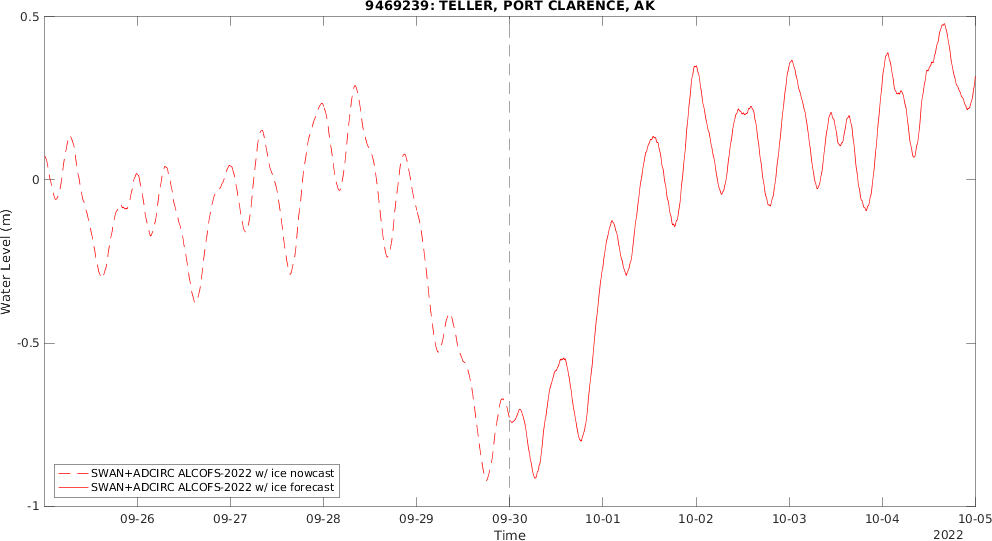 9469239: TELLER, PORT CLARENCE, AK
0.5
0
-0.5
-1
Water Level (m)
SWAN+ADCIRC ALCOFS-2022 w/ ice nowcast
SWAN+ADCIRC ALCOFS-2022 w/ ice forecast
09-26 09-27 09-28 09-29 09-30 10-01 10-02 10-03 10-04 10-05
Time
2022